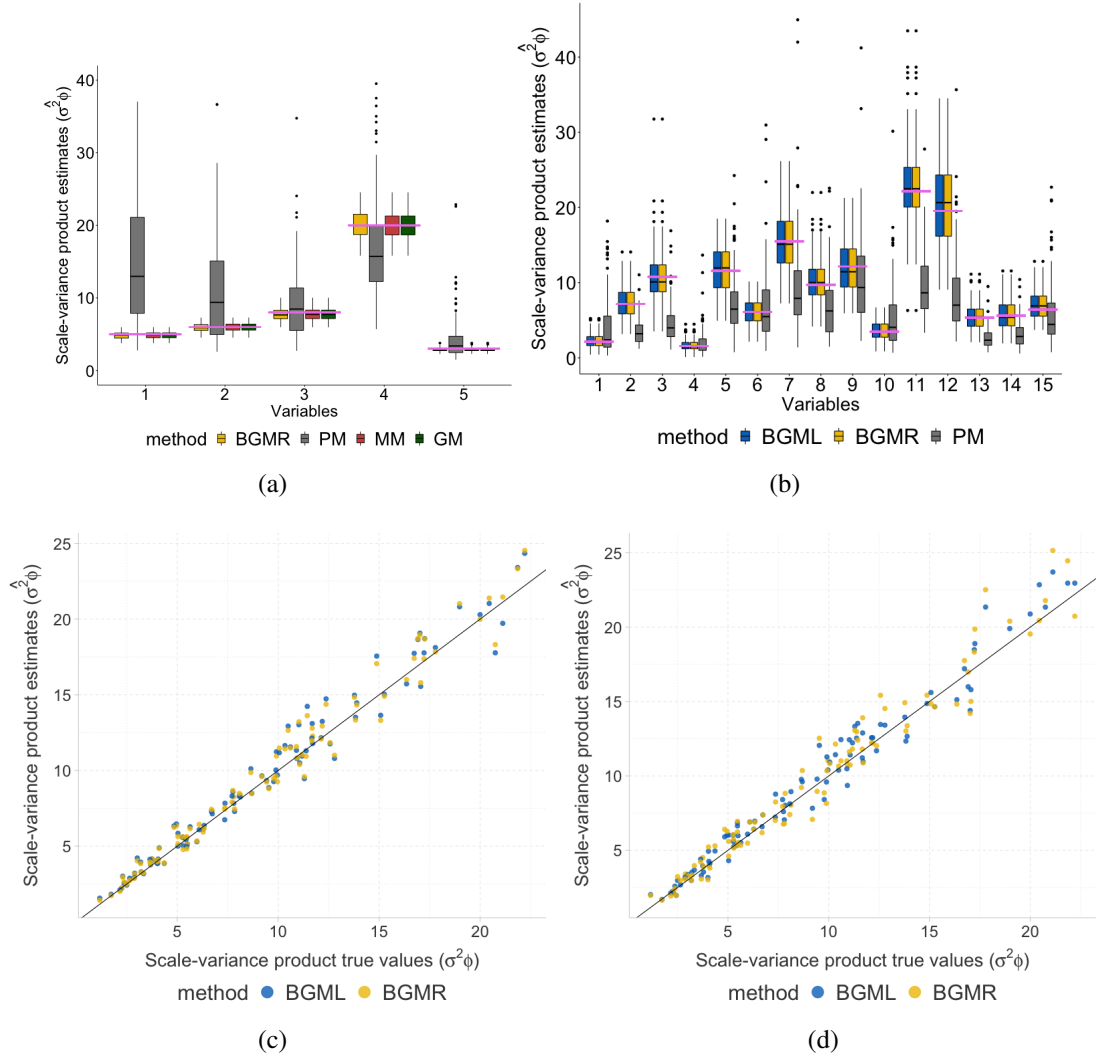 Scale-variance product estimates (σ̂²ϕ)
40
30
20
10
0
1 2 3 4 5
Variables
method BGMR PM MM GM
(a)
Scale-variance product estimates (σ̂²ϕ)
40
30
20
10
0
1 2 3 4 5 6 7 8 9 10 11 12 13 14 15
Variables
method BGML BGMR PM
(b)
Scale-variance product estimates (σ̂²ϕ)
25
20
15
10
5
5 10 15 20
Scale-variance product true values (σ²ϕ)
method BGML BGMR
(c)
Scale-variance product estimates (σ̂²ϕ)
25
20
15
10
5
5 10 15 20
Scale-variance product true values (σ²ϕ)
method BGML BGMR
(d)